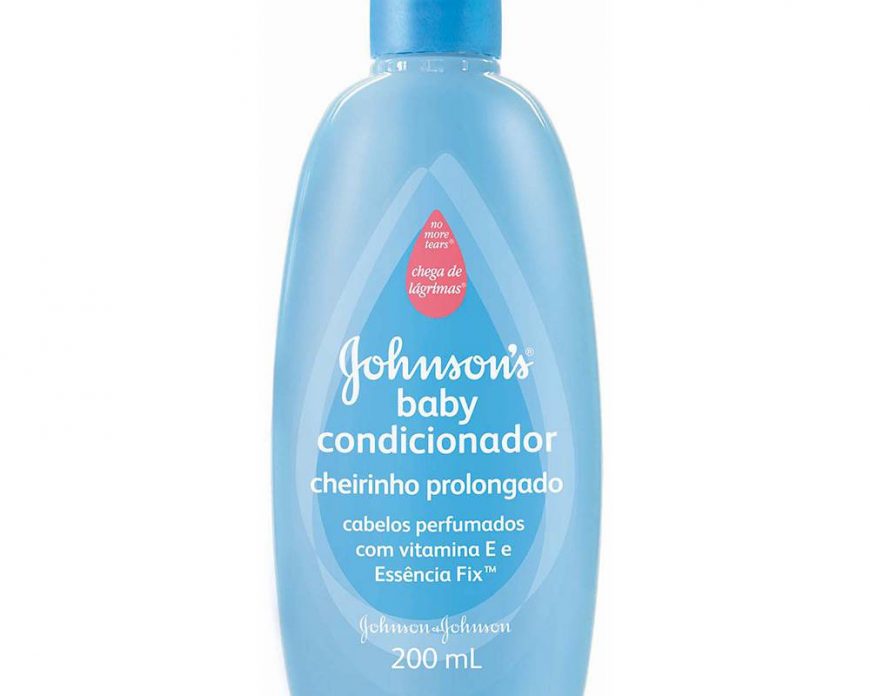 no
more
tears®
chega de
lágrimas®
Johnson's®
baby
condicionador
cheirinho prolongado
cabelos perfumados
com vitamina E e
Essência Fix™
Johnson & Johnson
200 mL